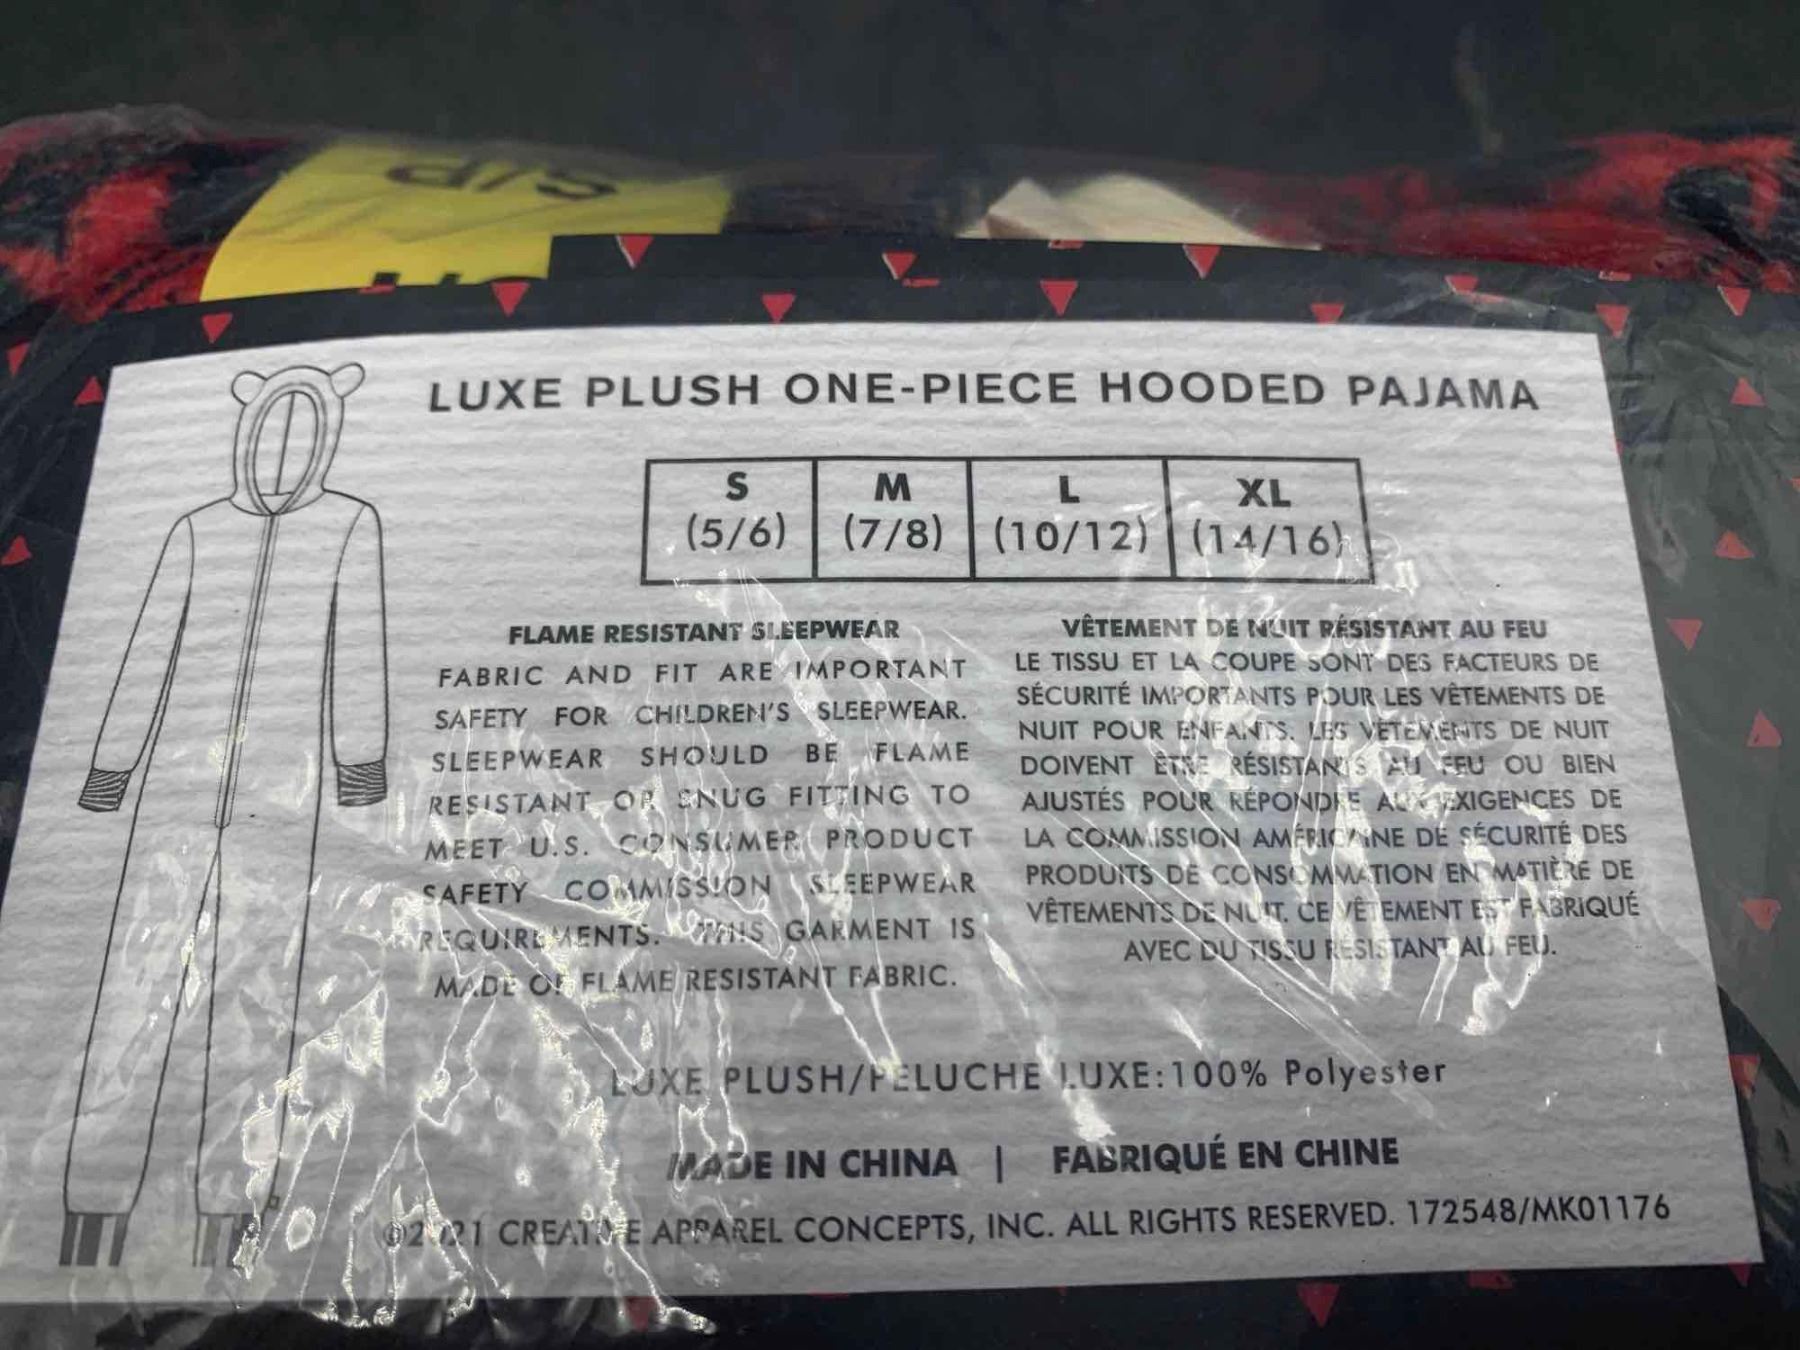 S/P
LUXE PLUSH ONE-PIECE HOODED PAJAMA
S M L XL
(5/6) (7/8) (10/12) (14/16)
FLAME RESISTANT SLEEPWEAR
FABRIC AND FIT ARE IMPORTANT
SAFETY FOR CHILDREN'S SLEEPWEAR.
SLEEPWEAR SHOULD BE FLAME
RESISTANT OR SNUG FITTING TO
MEET U.S. CONSUMER PRODUCT
SAFETY COMMISSION SLEEPWEAR
REQUIREMENTS. THIS GARMENT IS
MADE OF FLAME RESISTANT FABRIC.
VÊTEMENT DE NUIT RÉSISTANT AU FEU
LE TISSU ET LA COUPE SONT DES FACTEURS DE
SÉCURITÉ IMPORTANTS POUR LES VÊTEMENTS DE
NUIT POUR ENFANTS. LES VÊTEMENTS DE NUIT
DOIVENT ÊTRE RÉSISTANTS AU FEU OU BIEN
AJUSTÉS POUR RÉPONDRE AUX EXIGENCES DE
LA COMMISSION AMÉRICAINE DE SÉCURITÉ DES
PRODUITS DE CONSOMMATION EN MATIÈRE DE
VÊTEMENTS DE NUIT. CE VÊTEMENT EST FABRIQUÉ
AVEC DU TISSU RÉSISTANT AU FEU.
LUXE PLUSH/PELUCHE LUXE:100% Polyester
MADE IN CHINA | FABRIQUÉ EN CHINE
©2021 CREATIVE APPAREL CONCEPTS, INC. ALL RIGHTS RESERVED. 172548/MK01176